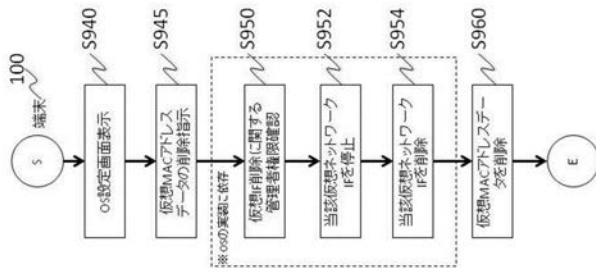 100
端末
S
S940
OS設定画面表示
S945
仮想MACアドレス
データの削除指示
※OSの実装に依存
S950
仮想IF削除に関する
管理者権限確認
S952
当該仮想ネットワーク
IFを停止
S954
当該仮想ネットワーク
IFを削除
S960
仮想MACアドレスデー
タを削除
E